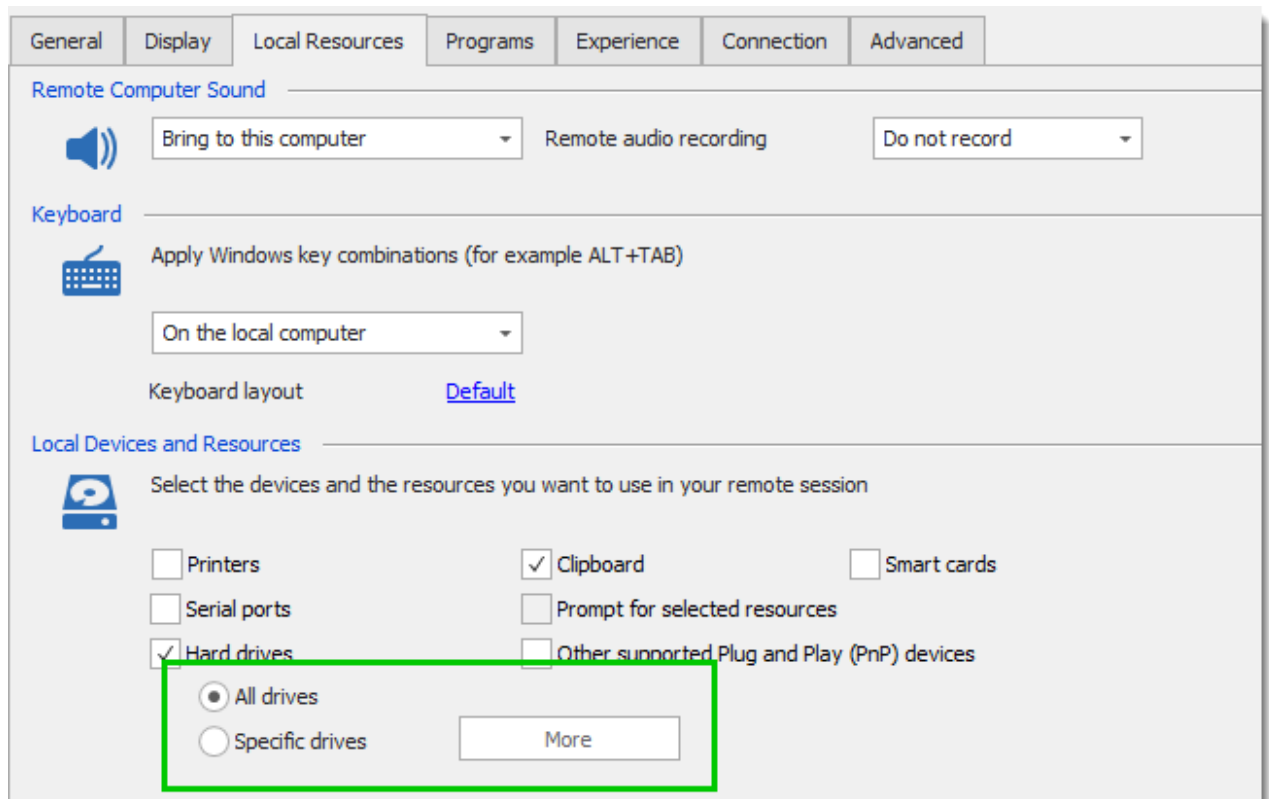 General Display Local Resources Programs Experience Connection Advanced
Remote Computer Sound
Bring to this computer Remote audio recording Do not record
Keyboard
Apply Windows key combinations (for example ALT+TAB)
On the local computer
Keyboard layout Default
Local Devices and Resources
Select the devices and the resources you want to use in your remote session
Printers Clipboard Smart cards
Serial ports Prompt for selected resources
Hard drives Other supported Plug and Play (PnP) devices
All drives
Specific drives More